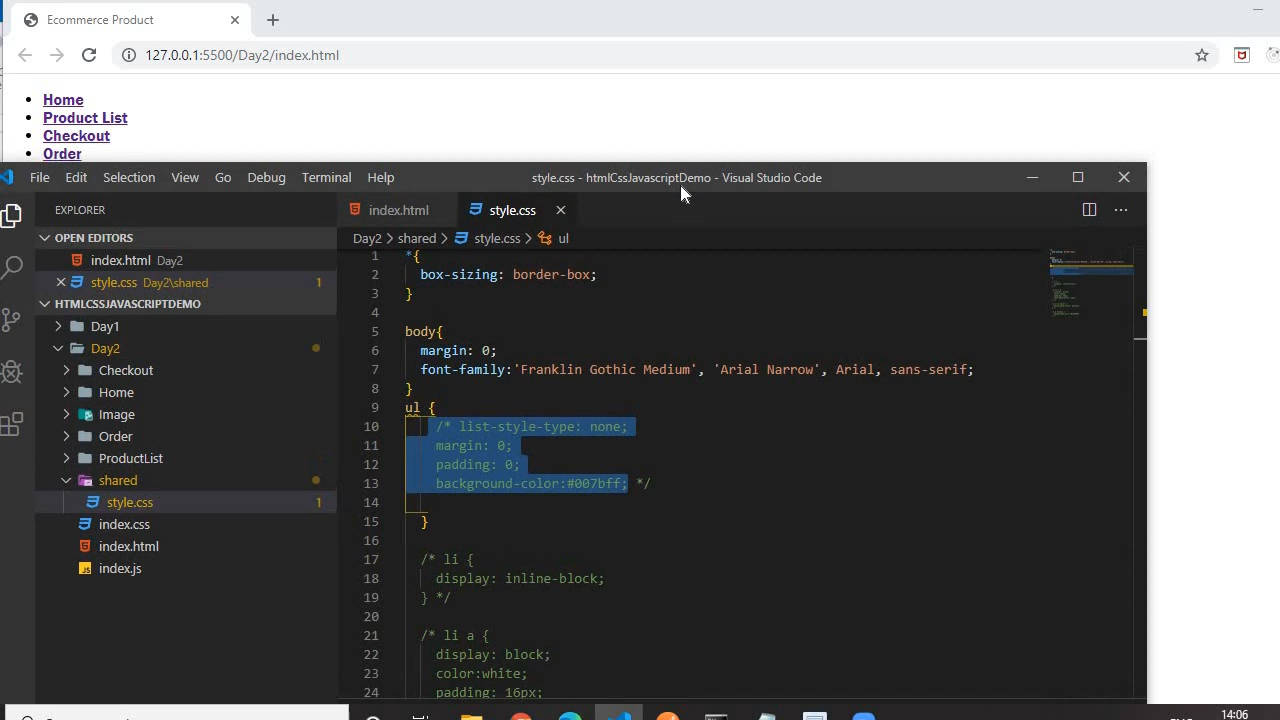 Ecommerce Product
127.0.0.1:5500/Day2/index.html
Home
Product List
Checkout
Order
File Edit Selection View Go Debug Terminal Help
style.css - htmlCssJavascriptDemo - Visual Studio Code
EXPLORER
index.html
style.css
OPEN EDITORS
Day2 > shared > style.css > ul
index.html Day2
style.css Day2\shared 1
HTMLCSSJAVASCRIPTDEMO
Day1
Day2
Checkout
Home
Image
Order
ProductList
shared
style.css 1
index.css
index.html
index.js
1 *{
2 box-sizing: border-box;
3 }
4
5 body{
6 margin: 0;
7 font-family:'Franklin Gothic Medium', 'Arial Narrow', Arial, sans-serif;
8 }
9 ul {
10 /* list-style-type: none;
11 margin: 0;
12 padding: 0;
13 background-color:#007bff; */
14
15 }
16
17 /* li {
18 display: inline-block;
19 } */
20
21 /* li a {
22 display: block;
23 color:white;
24 padding: 16px;
14:06